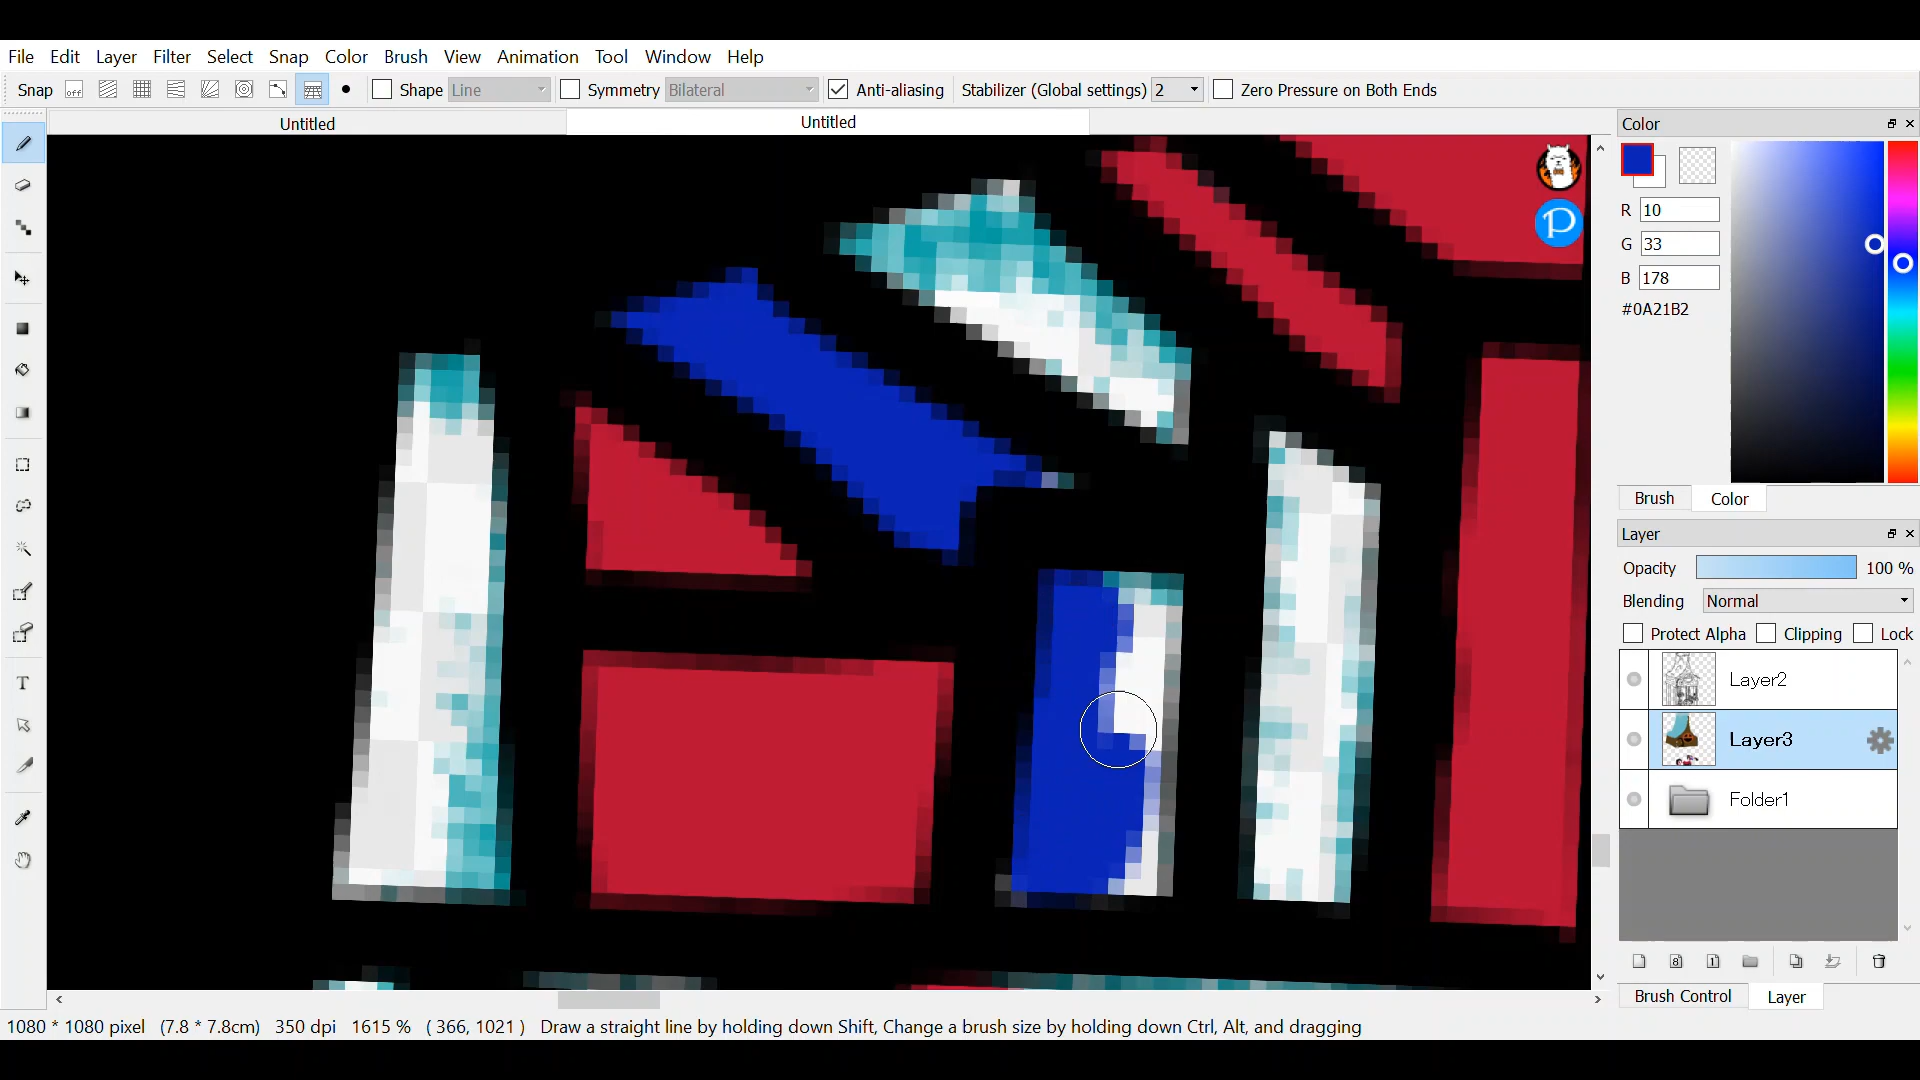 File Edit Layer Filter Select Snap Color Brush View Animation Tool Window Help
Snap off Shape Line Symmetry Bilateral Anti-aliasing Stabilizer (Global settings) 2 Zero Pressure on Both Ends
Untitled Untitled
Color
R 10
G 33
B 178
#0A21B2
Brush Color
Layer
Opacity 100 %
Blending Normal
Protect Alpha Clipping Lock
Layer2
Layer3
Folder1
8 1
T
P
Brush Control Layer
1080 * 1080 pixel (7.8 * 7.8cm) 350 dpi 1615 % ( 366, 1021 ) Draw a straight line by holding down Shift, Change a brush size by holding down Ctrl, Alt, and dragging